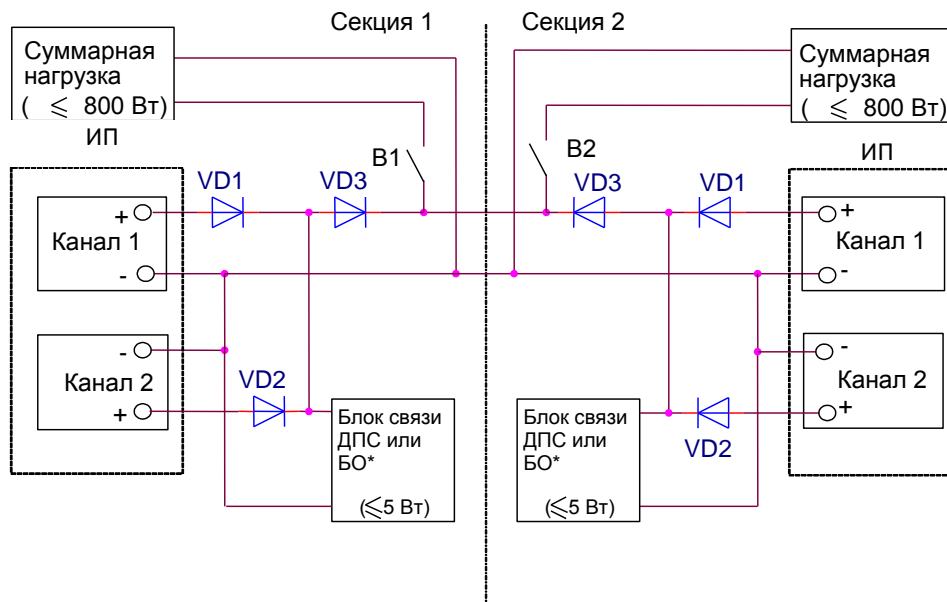 Секция 1
Секция 2
Суммарная
нагрузка
( ≤ 800 Вт)
Суммарная
нагрузка
( ≤ 800 Вт)
ИП
ИП
В1
В2
VD1
VD3
VD3
VD1
+
Канал 1
-
+
Канал 1
-
-
Канал 2
+
-
Канал 2
+
VD2
VD2
Блок связи
ДПС или
БО*
(≤5 Вт)
Блок связи
ДПС или
БО*
(≤5 Вт)